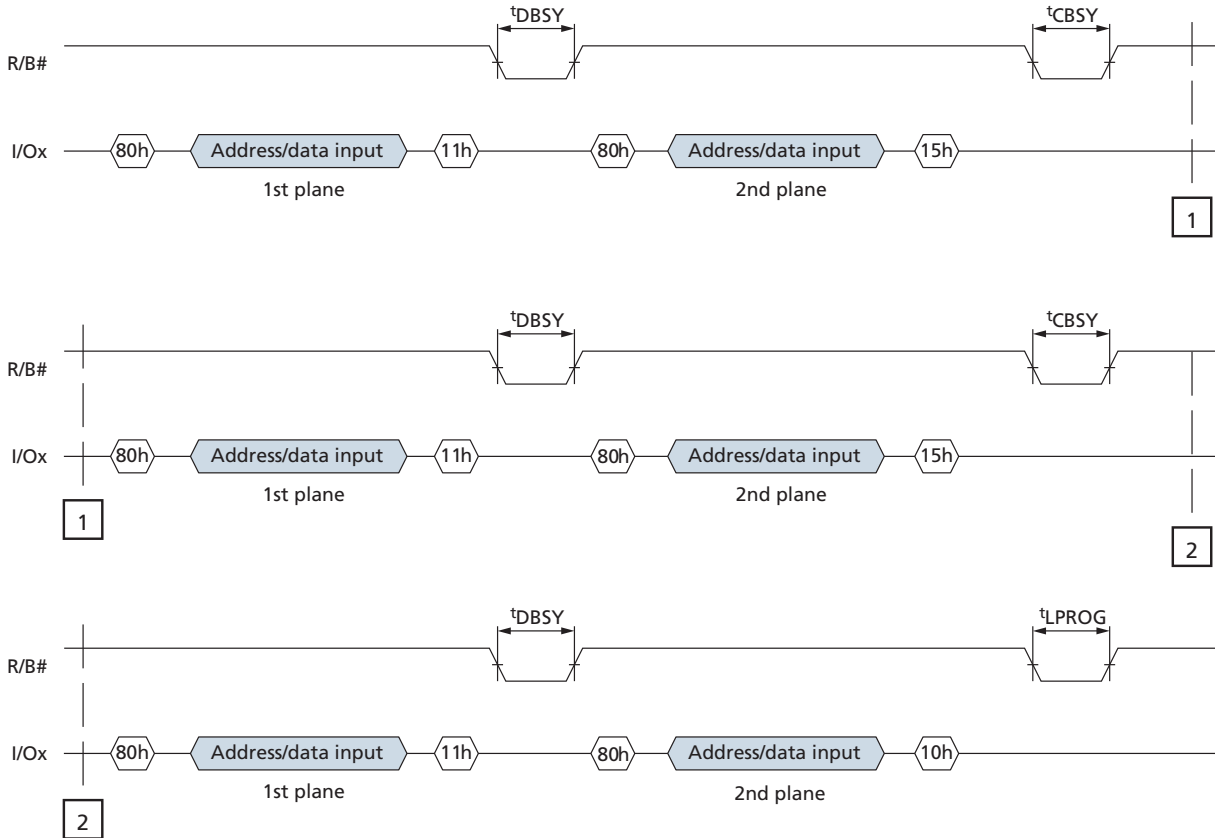 tDBSY tCBSY
R/B#
I/Ox 80h Address/data input 11h 80h Address/data input 15h
1st plane 2nd plane
1
tDBSY tCBSY
R/B#
I/Ox 80h Address/data input 11h 80h Address/data input 15h
1st plane 2nd plane
1 2
tDBSY tLPROG
R/B#
I/Ox 80h Address/data input 11h 80h Address/data input 10h
1st plane 2nd plane
2